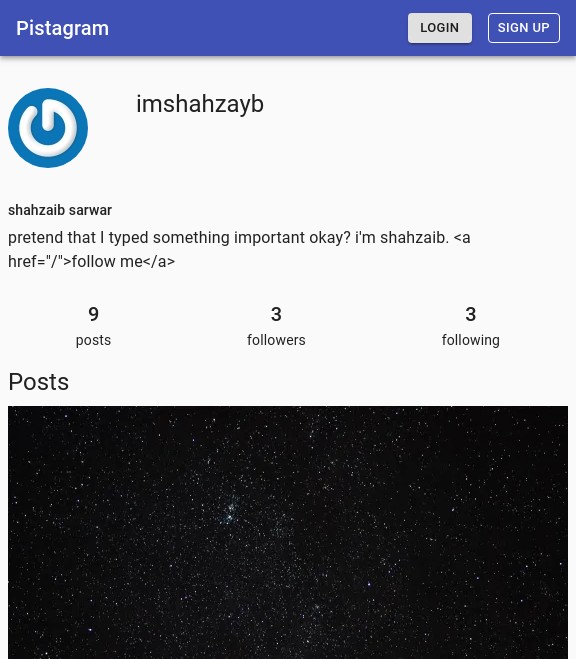 Pistagram
LOGIN
SIGN UP
imshahzayb
shahzaib sarwar
pretend that I typed something important okay? i'm shahzaib. <a
href="/">follow me</a>
9
3
3
posts
followers
following
Posts